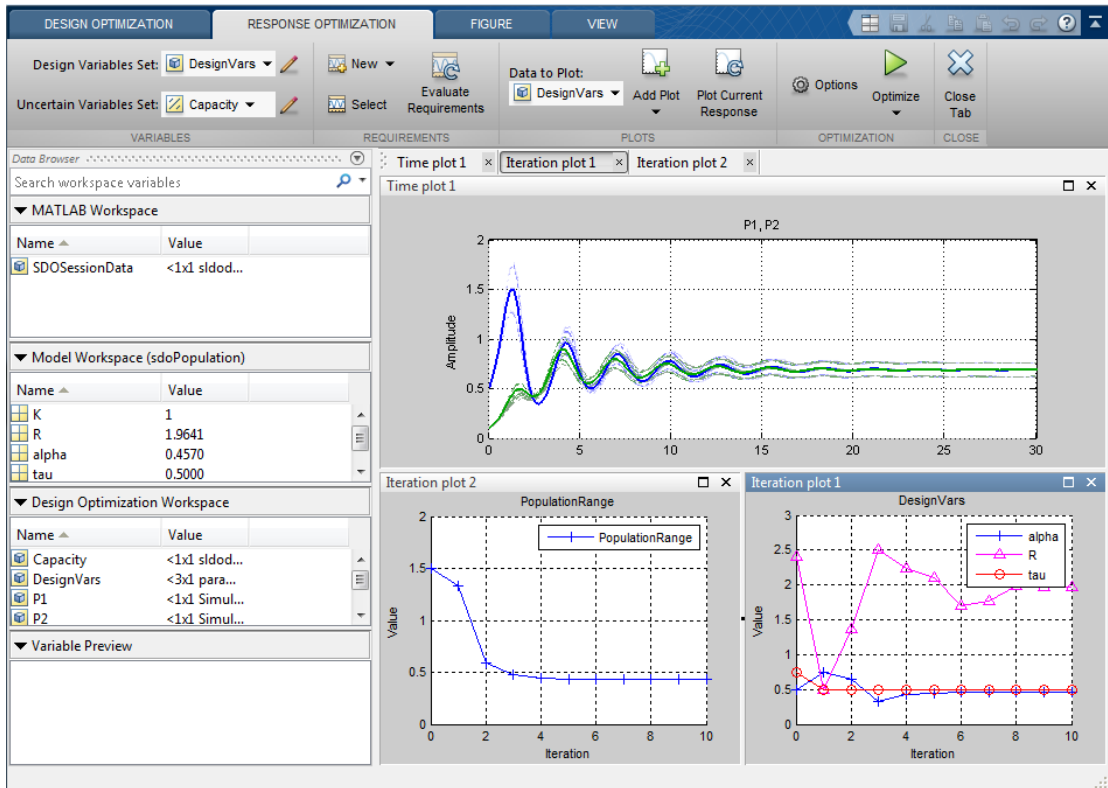 DESIGN OPTIMIZATION RESPONSE OPTIMIZATION FIGURE VIEW
Design Variables Set: DesignVars New Evaluate Requirements Data to Plot: DesignVars Add Plot Plot Current Response Options Optimize Close Tab
Uncertain Variables Set: Capacity Select
VARIABLES REQUIREMENTS PLOTS OPTIMIZATION CLOSE
Data Browser
Search workspace variables
MATLAB Workspace
Name Value
SDOSessionData <1x1 sldod...
Model Workspace (sdoPopulation)
Name Value
K 1
R 1.9641
alpha 0.4570
tau 0.5000
Design Optimization Workspace
Name Value
Capacity <1x1 sldod...
DesignVars <3x1 para...
P1 <1x1 Simul...
P2 <1x1 Simul...
Variable Preview
Time plot 1 × Iteration plot 1 × Iteration plot 2 ×
Time plot 1
P1, P2
Amplitude
2
1.5
1
0.5
0
0 5 10 15 20 25 30
Iteration plot 2
PopulationRange
PopulationRange
Value
2
1.5
1
0.5
0
0 2 4 6 8 10
Iteration
Iteration plot 1
DesignVars
alpha
R
tau
Value
3
2.5
2
1.5
1
0.5
0
0 2 4 6 8 10
Iteration